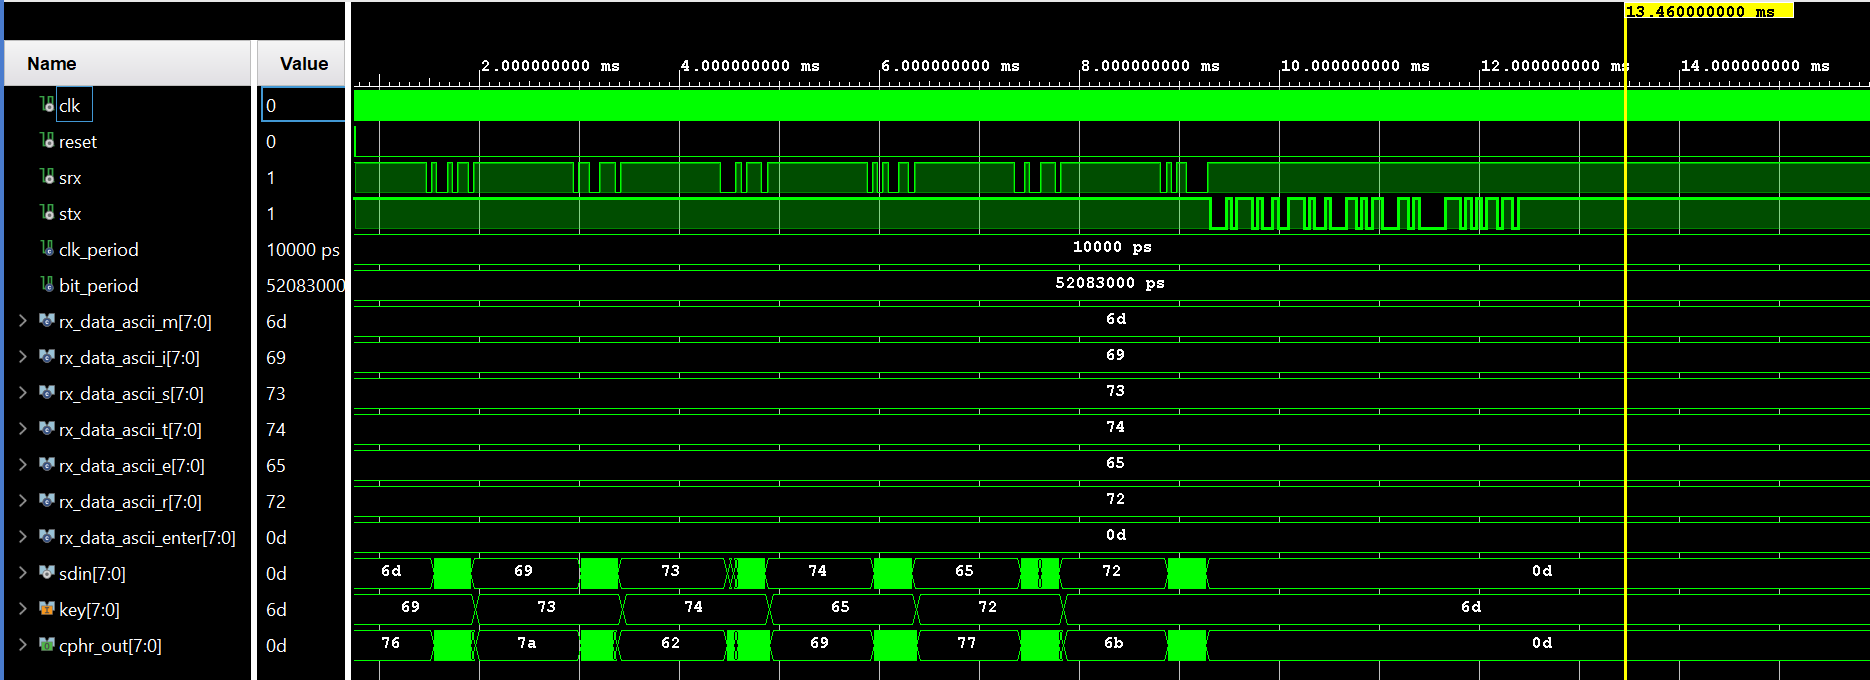 13.460000000 ms
Name Value
2.000000000 ms 4.000000000 ms 6.000000000 ms 8.000000000 ms 10.000000000 ms 12.000000000 ms 14.000000000 ms
clk 0
reset 0
srx 1
stx 1
clk_period 10000 ps 10000 ps
bit_period 52083000 52083000 ps
rx_data_ascii_m[7:0] 6d 6d
rx_data_ascii_i[7:0] 69 69
rx_data_ascii_s[7:0] 73 73
rx_data_ascii_t[7:0] 74 74
rx_data_ascii_e[7:0] 65 65
rx_data_ascii_r[7:0] 72 72
rx_data_ascii_enter[7:0] 0d 0d
sdin[7:0] 0d 6d 69 73 74 65 72 0d
key[7:0] 6d 69 73 74 65 72 6d
cphr_out[7:0] 0d 76 7a 62 69 77 6b 0d